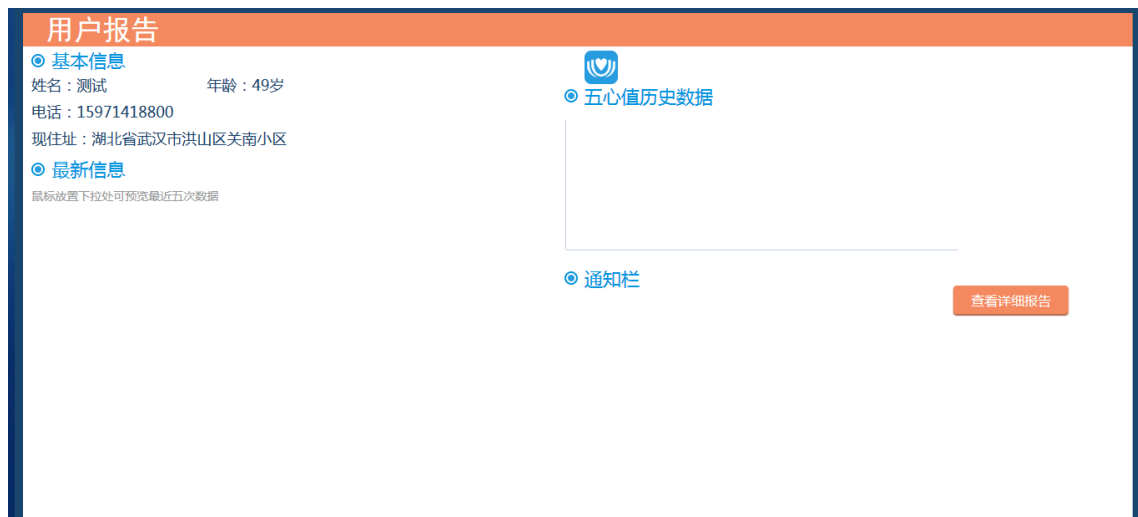 用户报告
基本信息
姓名：测试 年龄：49岁
电话：15971418800
现住址：湖北省武汉市洪山区关南小区
最新信息
鼠标放置下拉处可预览最近五次数据
五心值历史数据
通知栏
查看详细报告